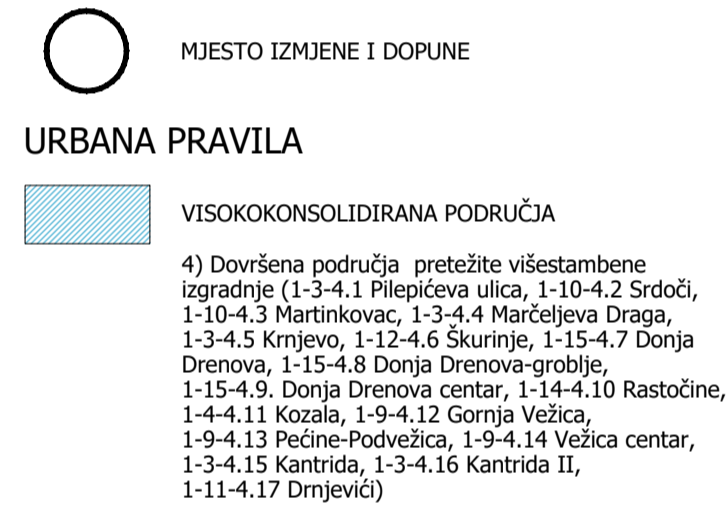 MJESTO IZMJENE I DOPUNE
URBANA PRAVILA
VISOKOKONSOLIDIRANA PODRUČJA
4) Dovršena područja  pretežite višestambene
izgradnje (1-3-4.1 Pilepićeva ulica, 1-10-4.2 Srdoči,
1-10-4.3 Martinkovac, 1-3-4.4 Marčeljeva Draga,
1-3-4.5 Krnjevo, 1-12-4.6 Škurinje, 1-15-4.7 Donja
Drenova, 1-15-4.8 Donja Drenova-groblje,
1-15-4.9. Donja Drenova centar, 1-14-4.10 Rastočine,
1-4-4.11 Kozala, 1-9-4.12 Gornja Vežica,
1-9-4.13 Pećine-Podvežica, 1-9-4.14 Vežica centar,
1-3-4.15 Kantrida, 1-3-4.16 Kantrida II,
1-11-4.17 Drnjevići)